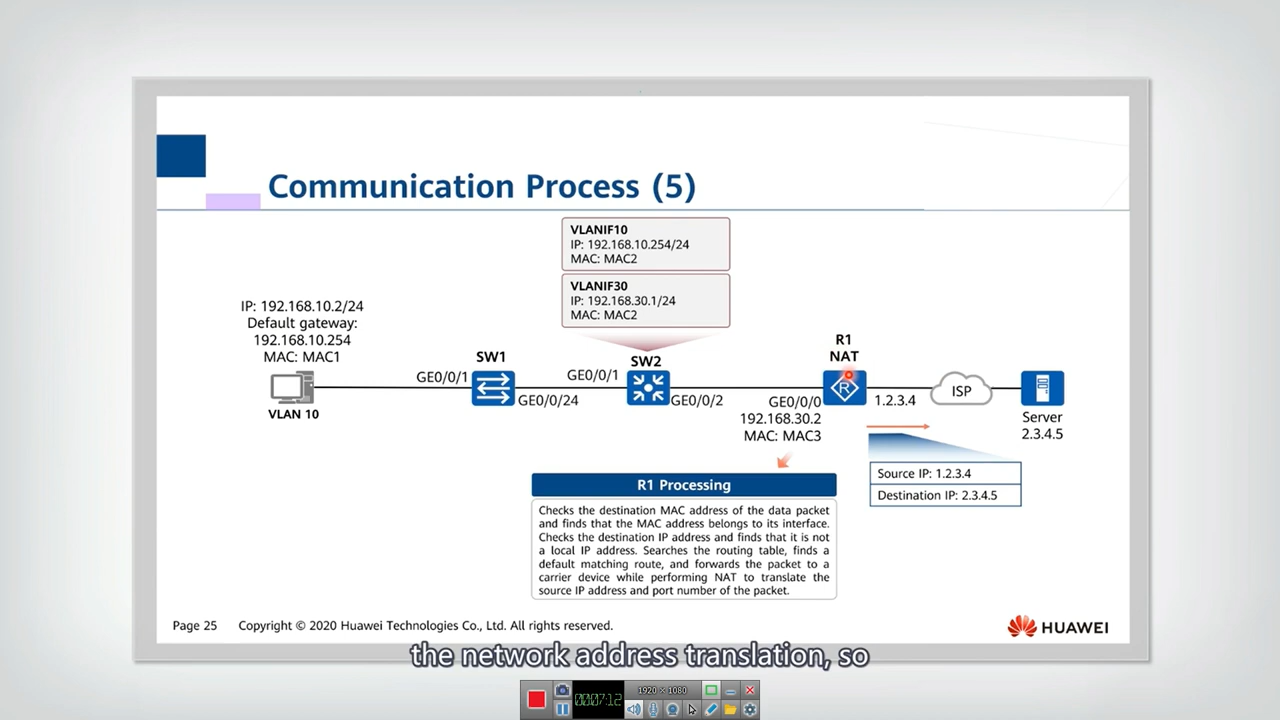 Communication Process (5)
VLANIF10
IP: 192.168.10.254/24
MAC: MAC2
VLANIF30
IP: 192.168.30.1/24
MAC: MAC2
IP: 192.168.10.2/24
Default gateway:
192.168.10.254
MAC: MAC1
VLAN 10
SW1
GE0/0/1
GE0/0/24
SW2
GE0/0/1
GE0/0/2
R1
NAT
R
GE0/0/0
192.168.30.2
MAC: MAC3
1.2.3.4
ISP
Server
2.3.4.5
Source IP: 1.2.3.4
Destination IP: 2.3.4.5
R1 Processing
Checks the destination MAC address of the data packet
and finds that the MAC address belongs to its interface.
Checks the destination IP address and finds that it is not
a local IP address. Searches the routing table, finds a
default matching route, and forwards the packet to a
carrier device while performing NAT to translate the
source IP address and port number of the packet.
Page 25 Copyright © 2020 Huawei Technologies Co., Ltd. All rights reserved.
HUAWEI
the network address translation, so
00:07:12
1920 × 1080